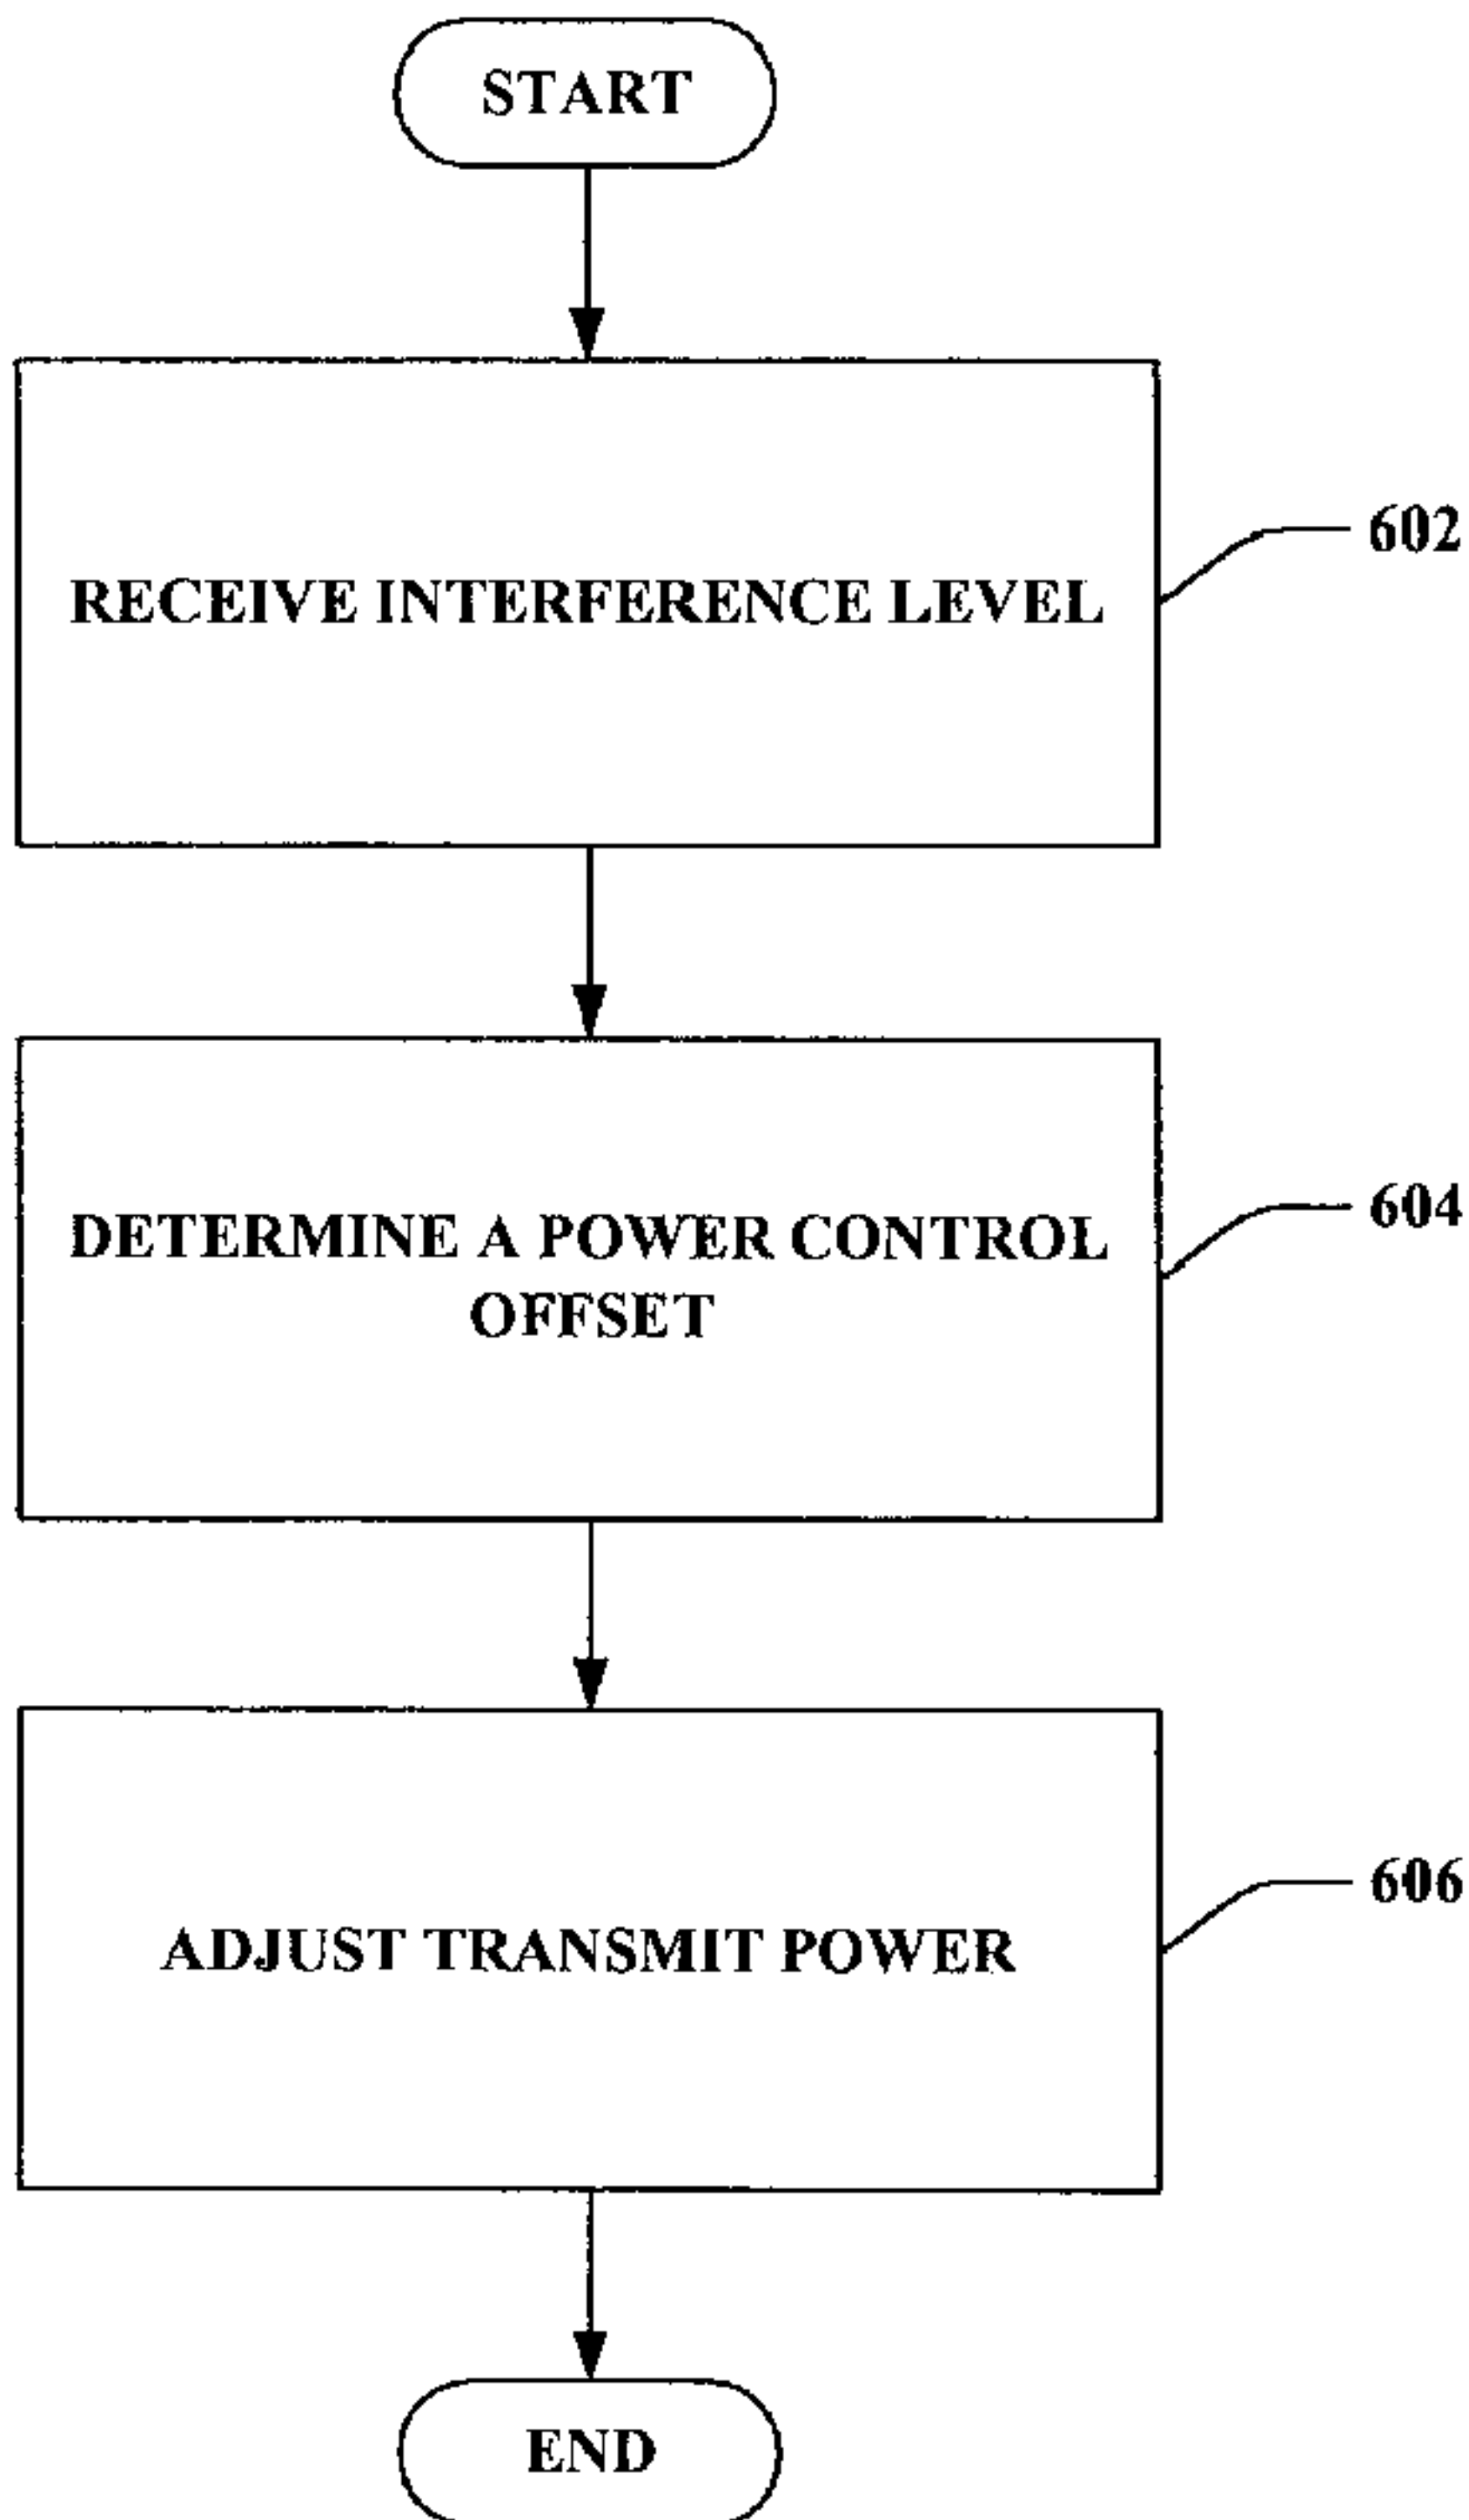 START
602
RECEIVE INTERFERENCE LEVEL
604
DETERMINE A POWER CONTROL
OFFSET
606
ADJUST TRANSMIT POWER
END